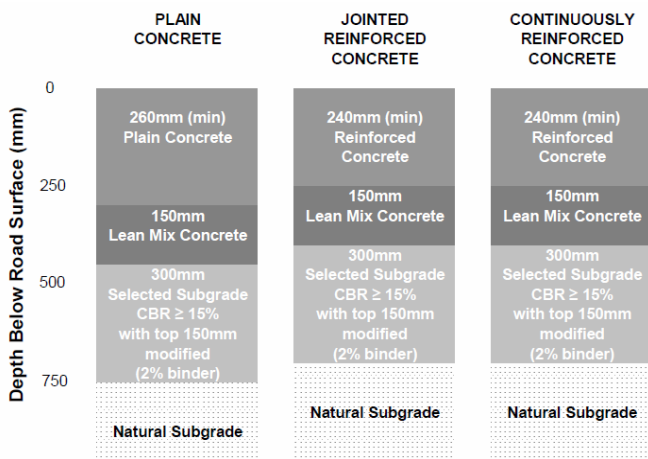 PLAIN
CONCRETE
JOINTED
REINFORCED
CONCRETE
CONTINUOUSLY
REINFORCED
CONCRETE
Depth Below Road Surface (mm)
0
250
500
750
260mm (min)
Plain Concrete
150mm
Lean Mix Concrete
300mm
Selected Subgrade
CBR ≥ 15%
with top 150mm
modified
(2% binder)
Natural Subgrade
240mm (min)
Reinforced
Concrete
150mm
Lean Mix Concrete
300mm
Selected Subgrade
CBR ≥ 15%
with top 150mm
modified
(2% binder)
Natural Subgrade
240mm (min)
Reinforced
Concrete
150mm
Lean Mix Concrete
300mm
Selected Subgrade
CBR ≥ 15%
with top 150mm
modified
(2% binder)
Natural Subgrade